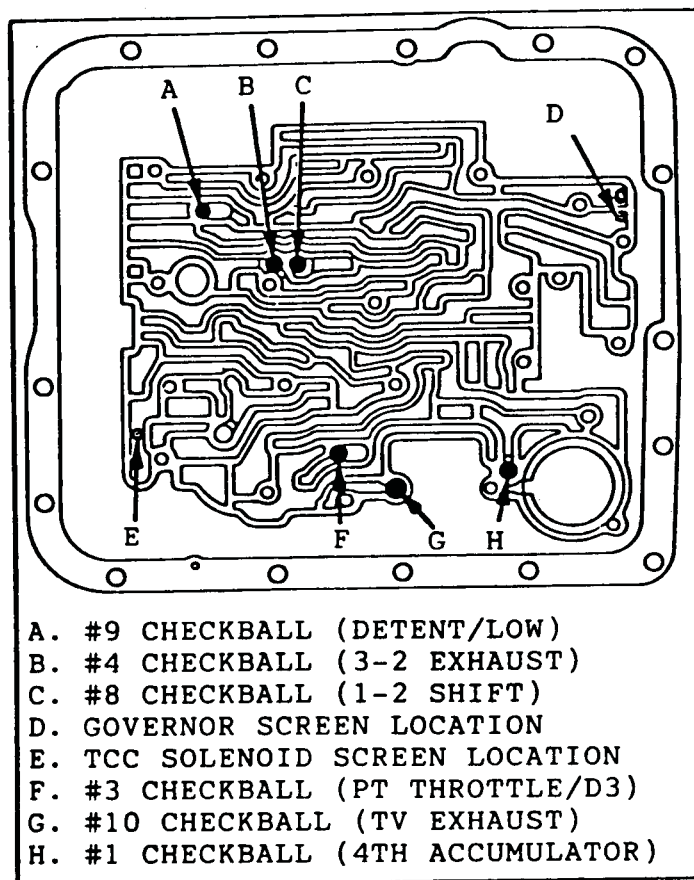 A B C
D
E F G H
A. #9 CHECKBALL (DETENT/LOW)
B. #4 CHECKBALL (3-2 EXHAUST)
C. #8 CHECKBALL (1-2 SHIFT)
D. GOVERNOR SCREEN LOCATION
E. TCC SOLENOID SCREEN LOCATION
F. #3 CHECKBALL (PT THROTTLE/D3)
G. #10 CHECKBALL (TV EXHAUST)
H. #1 CHECKBALL (4TH ACCUMULATOR)